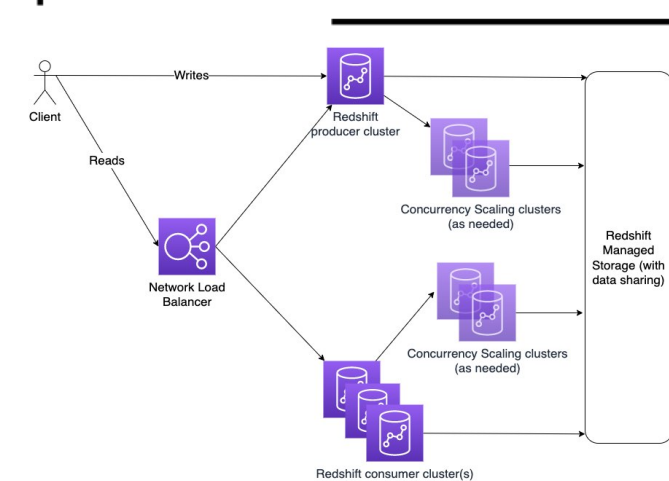 Writes
Client
Redshift
producer cluster
Reads
Concurrency Scaling clusters
(as needed)
Redshift
Managed
Storage (with
data sharing)
Network Load
Balancer
Concurrency Scaling clusters
(as needed)
Redshift consumer cluster(s)